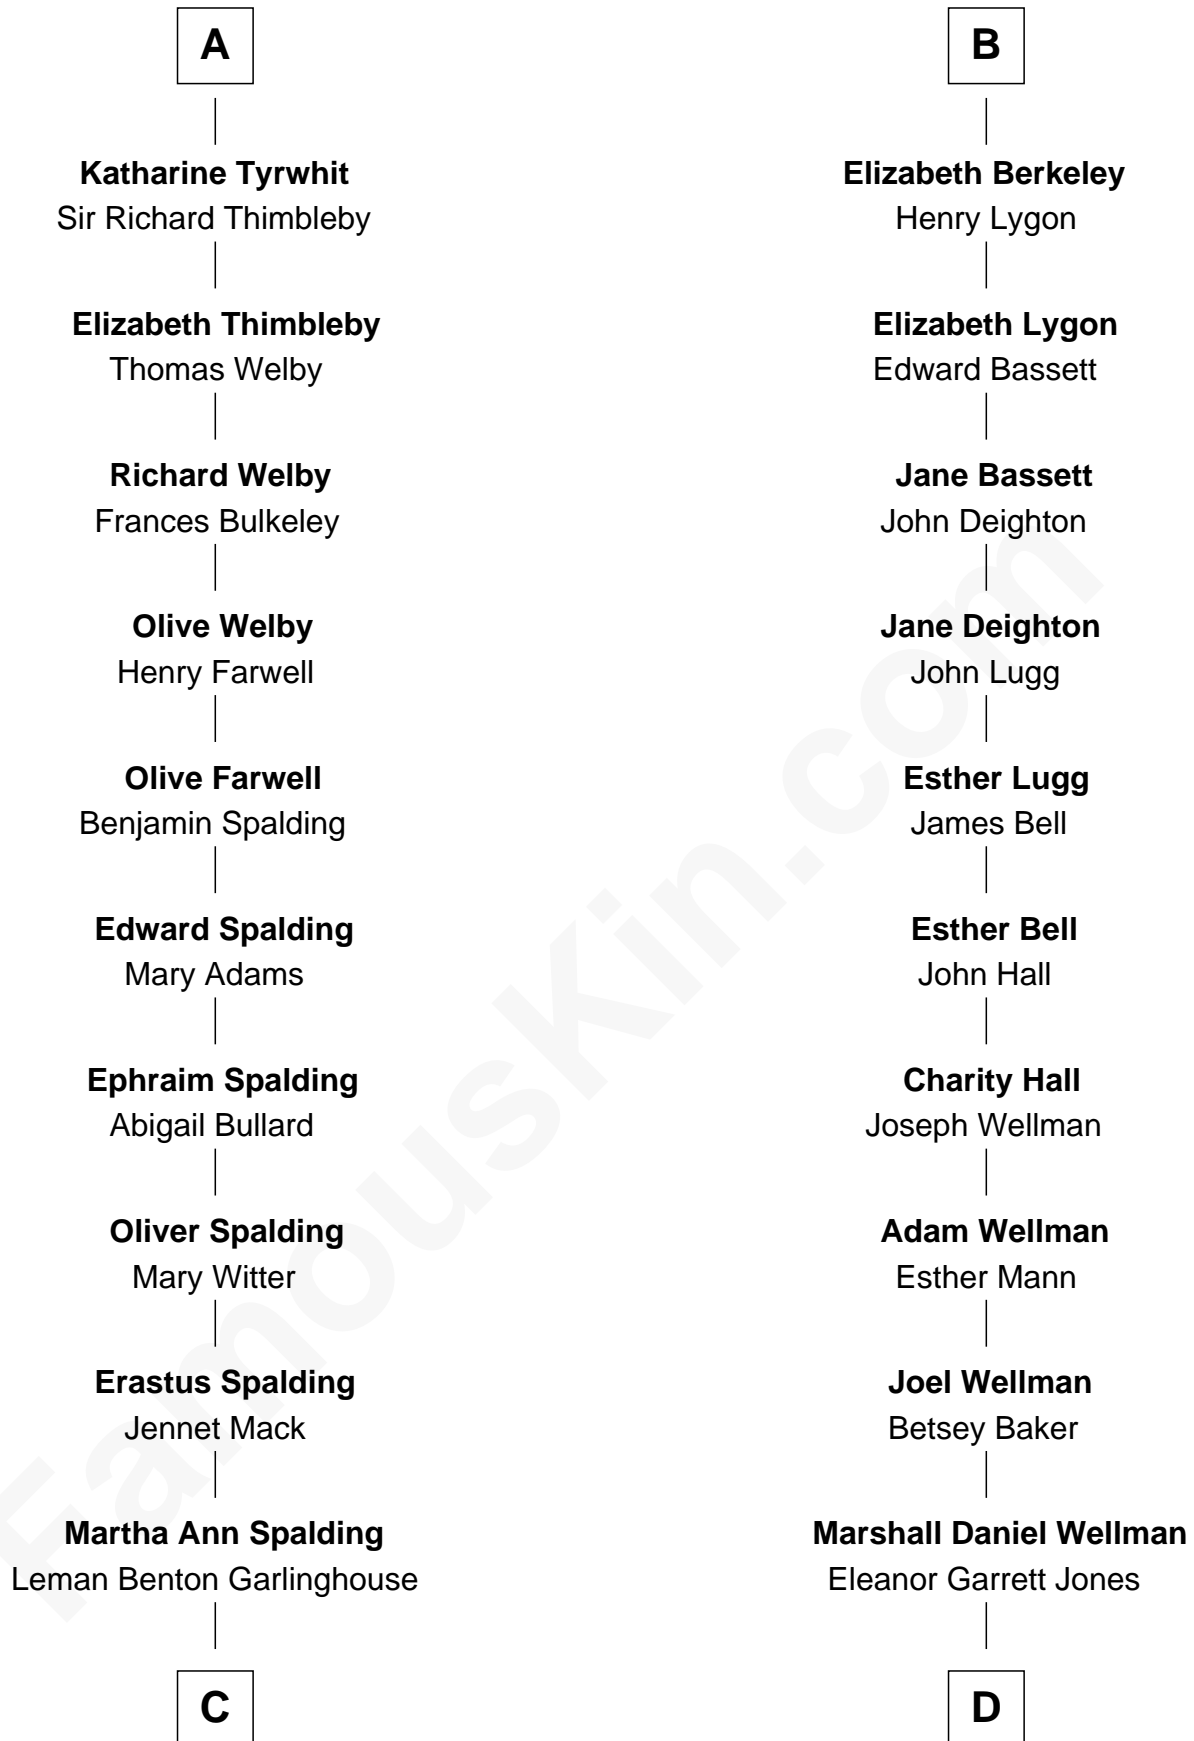 A
Katharine Tyrwhit
Sir Richard Thimbleby
Elizabeth Thimbleby
Thomas Welby
Richard Welby
Frances Bulkeley
Olive Welby
Henry Farwell
Olive Farwell
Benjamin Spalding
Edward Spalding
Mary Adams
Ephraim Spalding
Abigail Bullard
Oliver Spalding
Mary Witter
Erastus Spalding
Jennet Mack
Martha Ann Spalding
Leman Benton Garlinghouse
C
B
Elizabeth Berkeley
Henry Lygon
Elizabeth Lygon
Edward Bassett
Jane Bassett
John Deighton
Jane Deighton
John Lugg
Esther Lugg
James Bell
Esther Bell
John Hall
Charity Hall
Joseph Wellman
Adam Wellman
Esther Mann
Joel Wellman
Betsey Baker
Marshall Daniel Wellman
Eleanor Garrett Jones
D
FamousKin.com